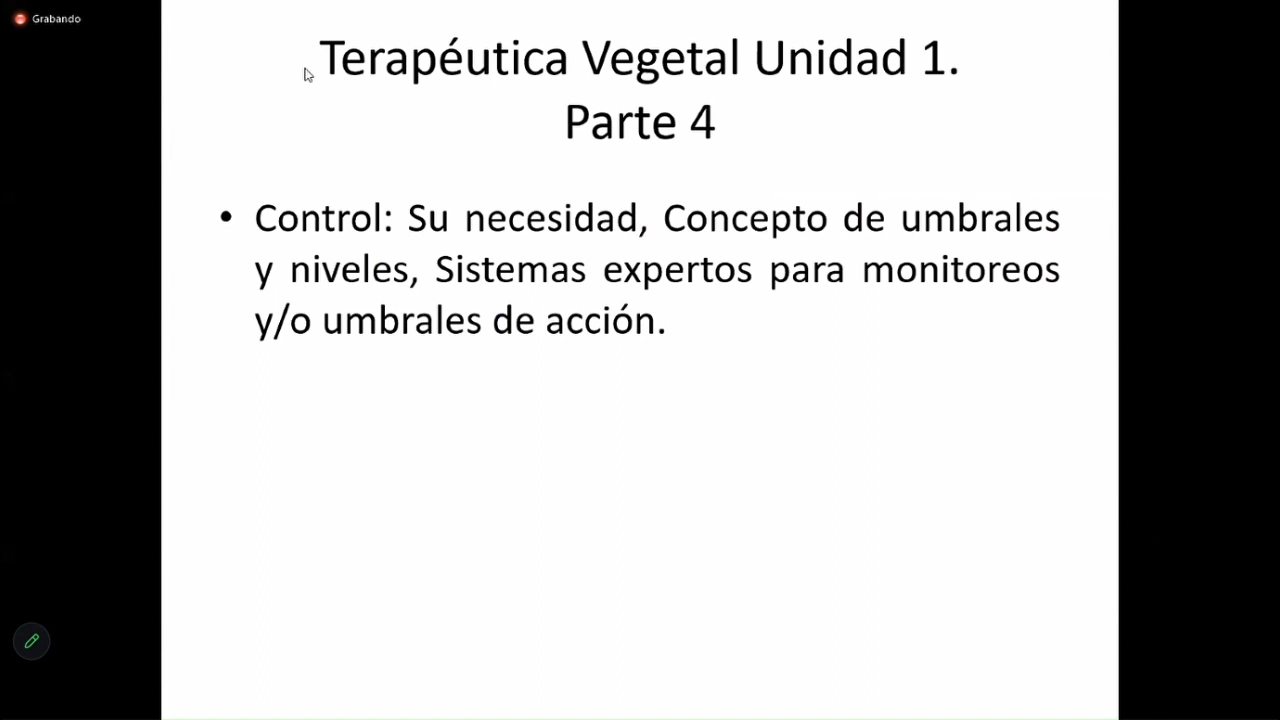 Grabando
Terapéutica Vegetal Unidad 1.
Parte 4
• Control: Su necesidad, Concepto de umbrales
y niveles, Sistemas expertos para monitoreos
y/o umbrales de acción.